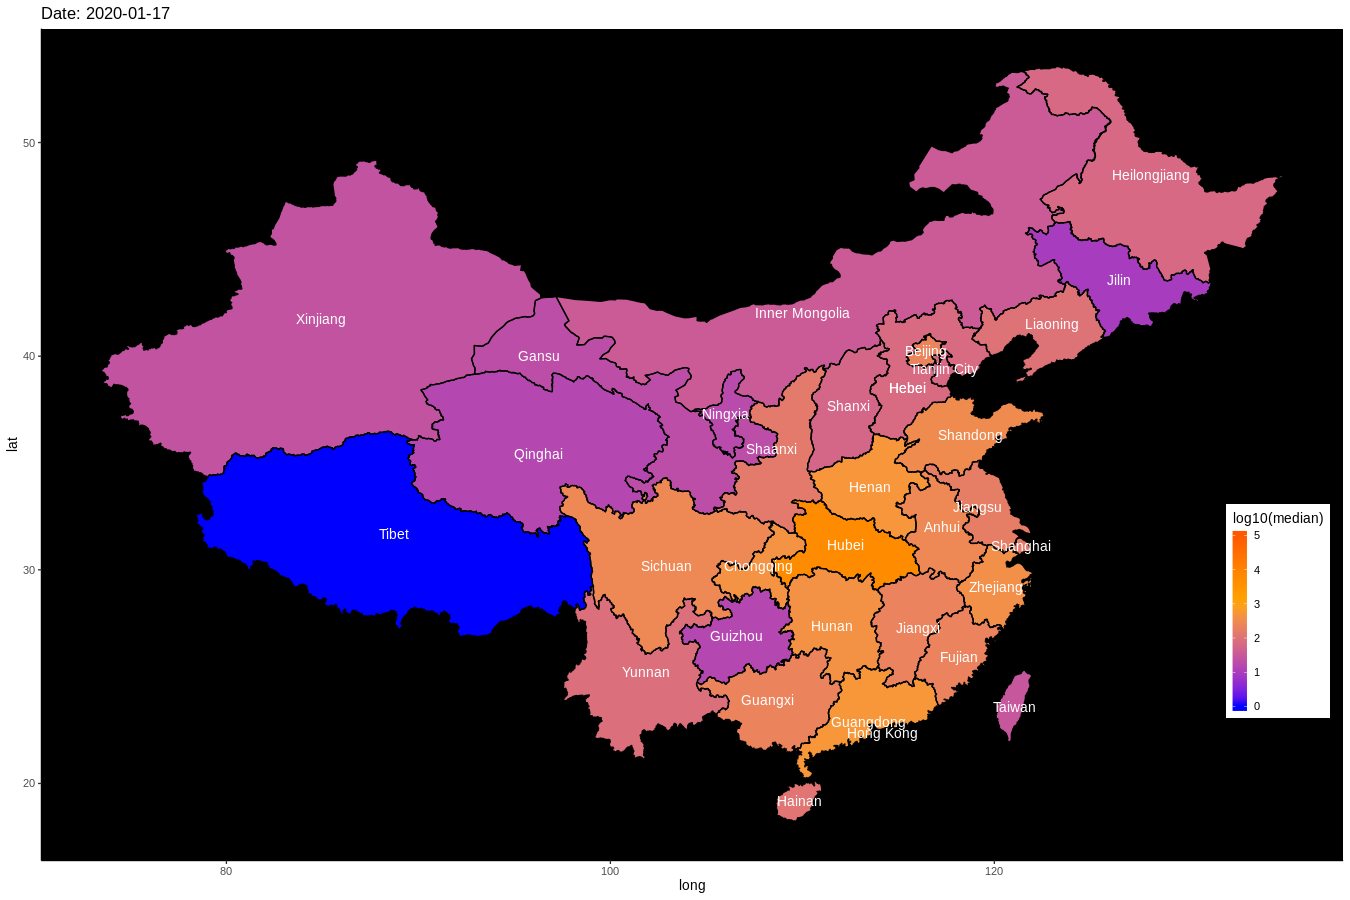 Date: 2020-01-17
50
40
30
20
lat
80
100
120
long
Heilongjiang
Jilin
Inner Mongolia
Xinjiang
Liaoning
Beijing
Gansu
Tianjin City
Hebei
Shanxi
Ningxia
Shandong
Shaanxi
Qinghai
Henan
Jiangsu
Anhui
Tibet
Hubei
Shanghai
Sichuan
Chongqing
Zhejiang
Hunan
Jiangxi
Guizhou
Fujian
Yunnan
Guangxi
Taiwan
Guangdong
Hong Kong
Hainan
log10(median)
5
4
3
2
1
0